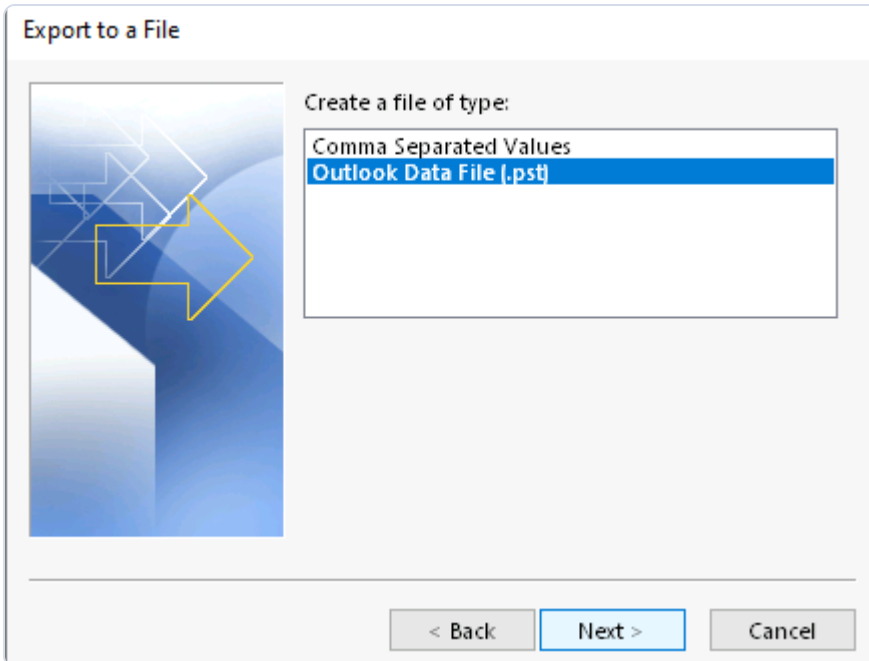 Export to a File
Create a file of type:
Comma Separated Values
Outlook Data File (.pst)
< Back
Next >
Cancel